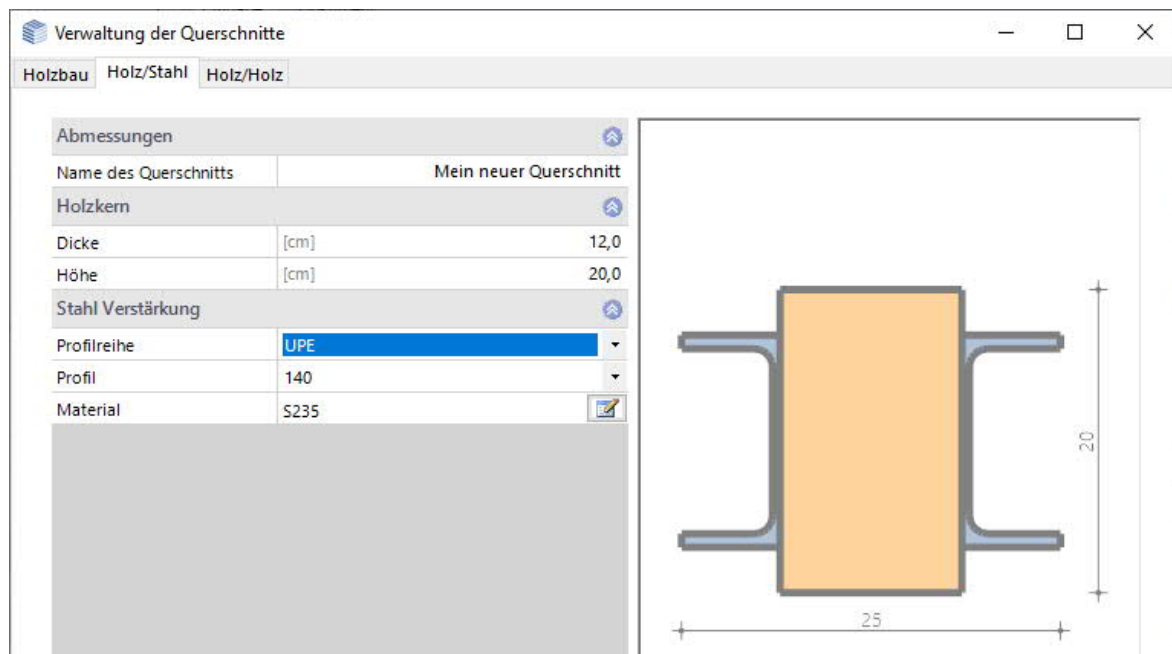 Verwaltung der Querschnitte
Holzbau Holz/Stahl Holz/Holz
Abmessungen
Name des Querschnitts Mein neuer Querschnitt
Holzkern
Dicke [cm] 12,0
Höhe [cm] 20,0
Stahl Verstärkung
Profilreihe UPE
Profil 140
Material S235
20
25